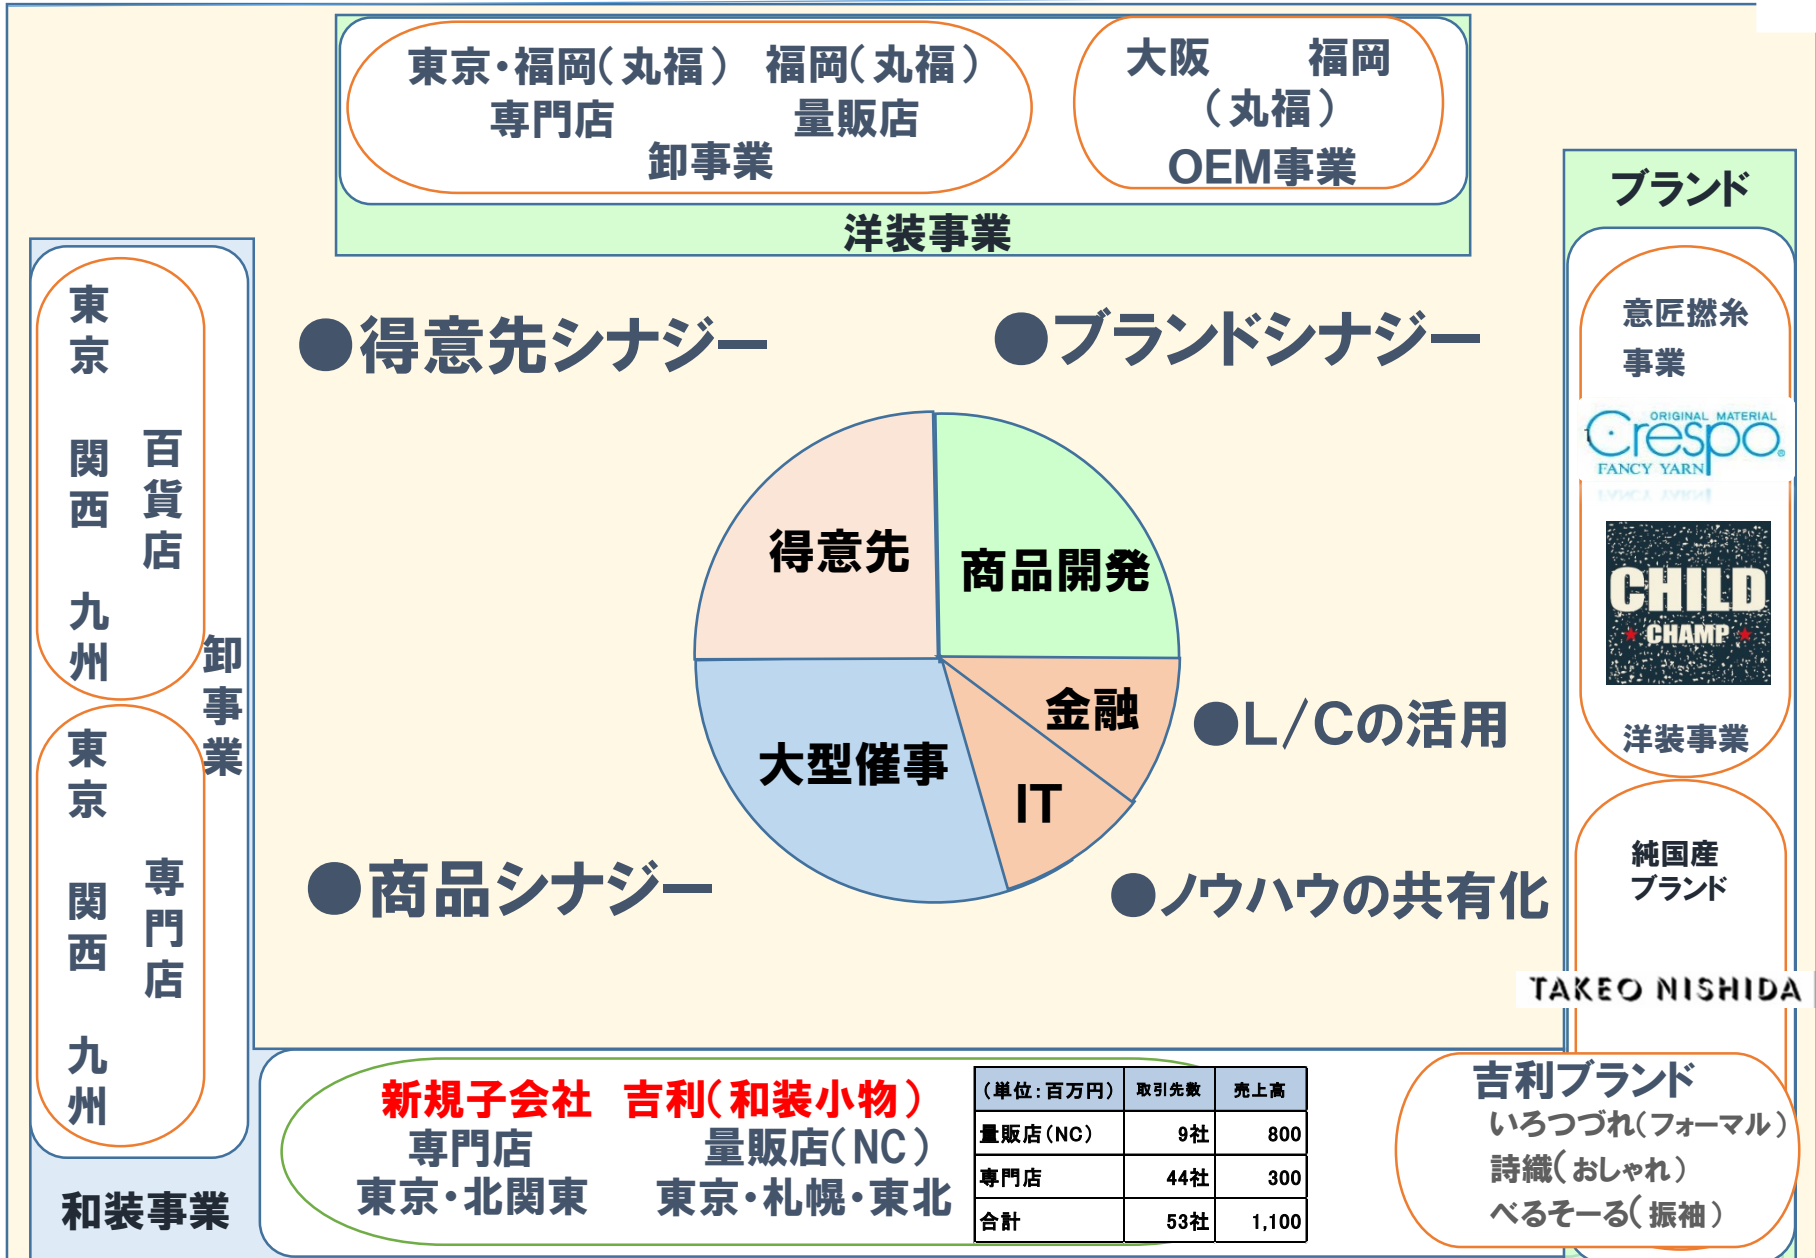 東京・福岡(丸福)　福岡(丸福)
専門店　量販店
卸事業
大阪　福岡
(丸福)
OEM事業
洋装事業
ブランド
意匠撚糸
事業
ORIGINAL MATERIAL
Crespo®
FANCY YARN
CHILD
★ CHAMP ★
洋装事業
純国産
ブランド
TAKEO NISHIDA
吉利ブランド
いろつづれ(フォーマル)
詩織(おしゃれ)
べるそーる(振袖)
東京　関西　九州
百貨店
東京　関西　九州
専門店
卸事業
和装事業
●得意先シナジー
●ブランドシナジー
得意先
商品開発
金融
IT
大型催事
●L/Cの活用
●商品シナジー
●ノウハウの共有化
新規子会社　吉利(和装小物)
専門店　量販店(NC)
東京・北関東　東京・札幌・東北
(単位:百万円)　取引先数　売上高
量販店(NC)　9社　800
専門店　44社　300
合計　53社　1,100